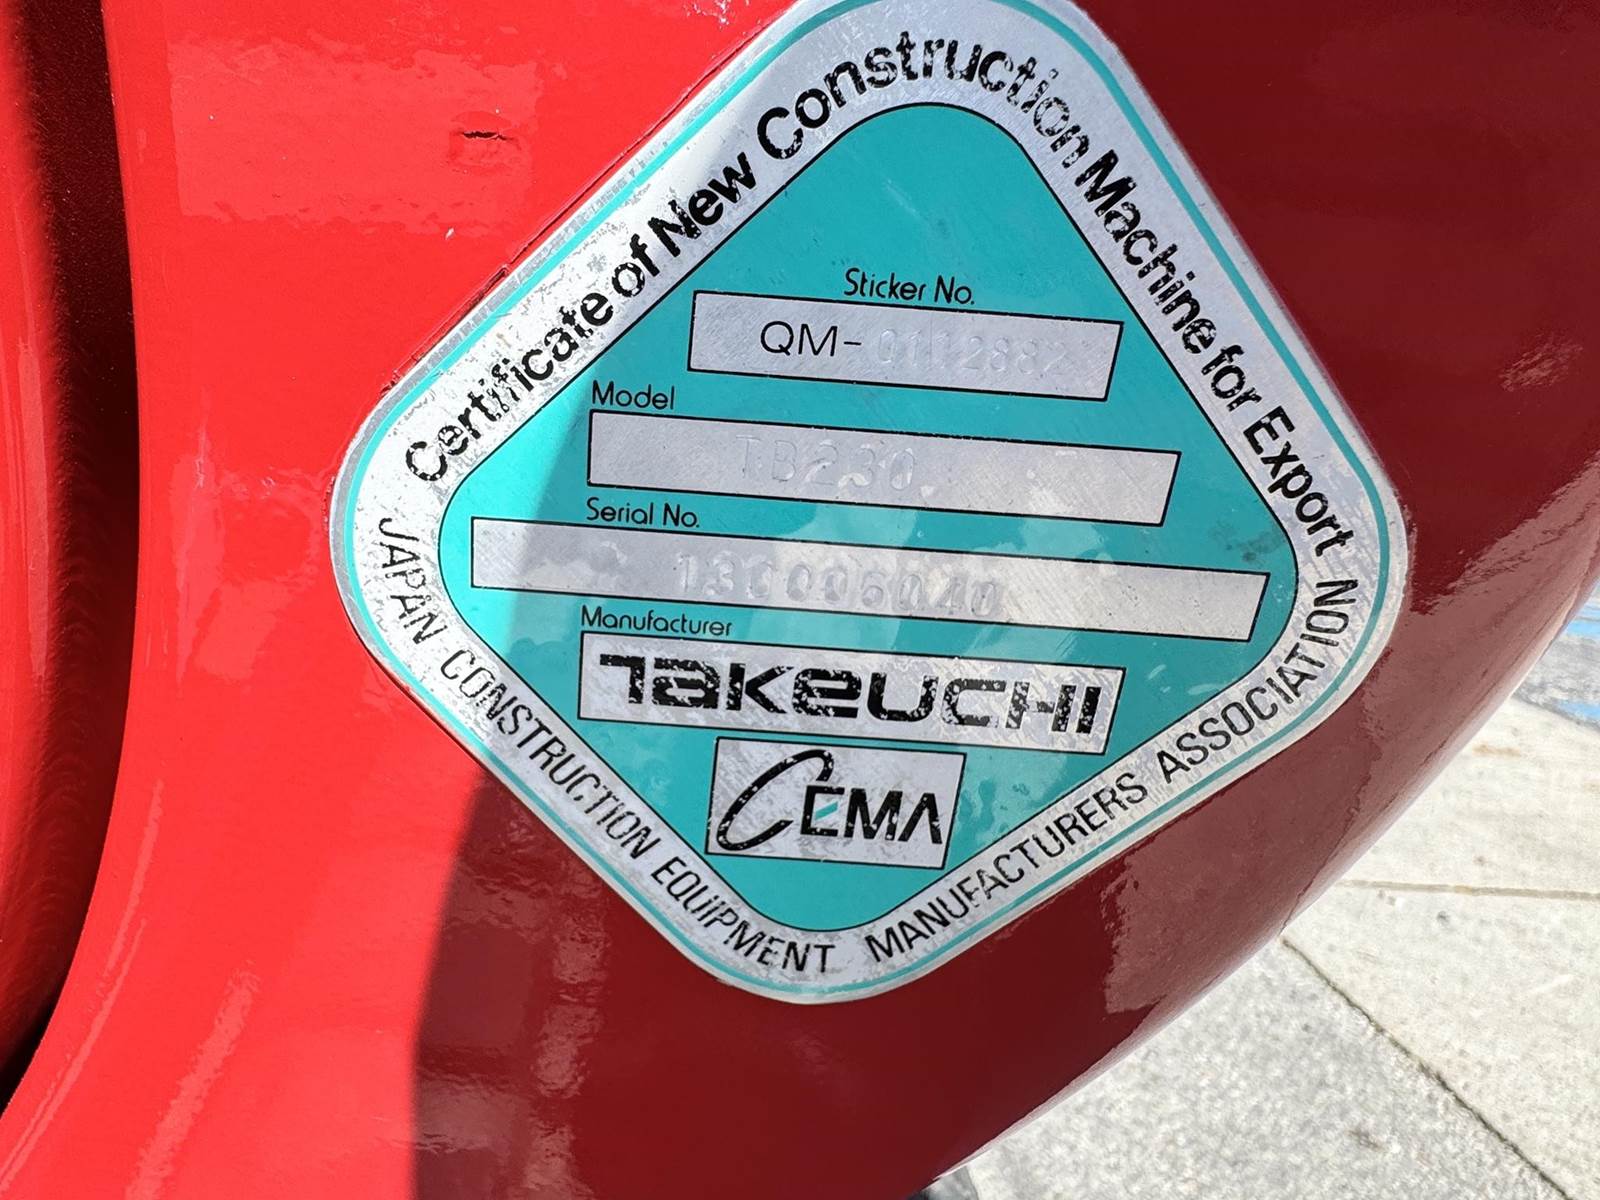 Certificate of New Construction Machine for Export
Sticker No.
QM-
Model
TB230
Serial No.
130006040
Manufacturer
TAKEUCHI
CEMA
JAPAN CONSTRUCTION EQUIPMENT MANUFACTURERS ASSOCIATION